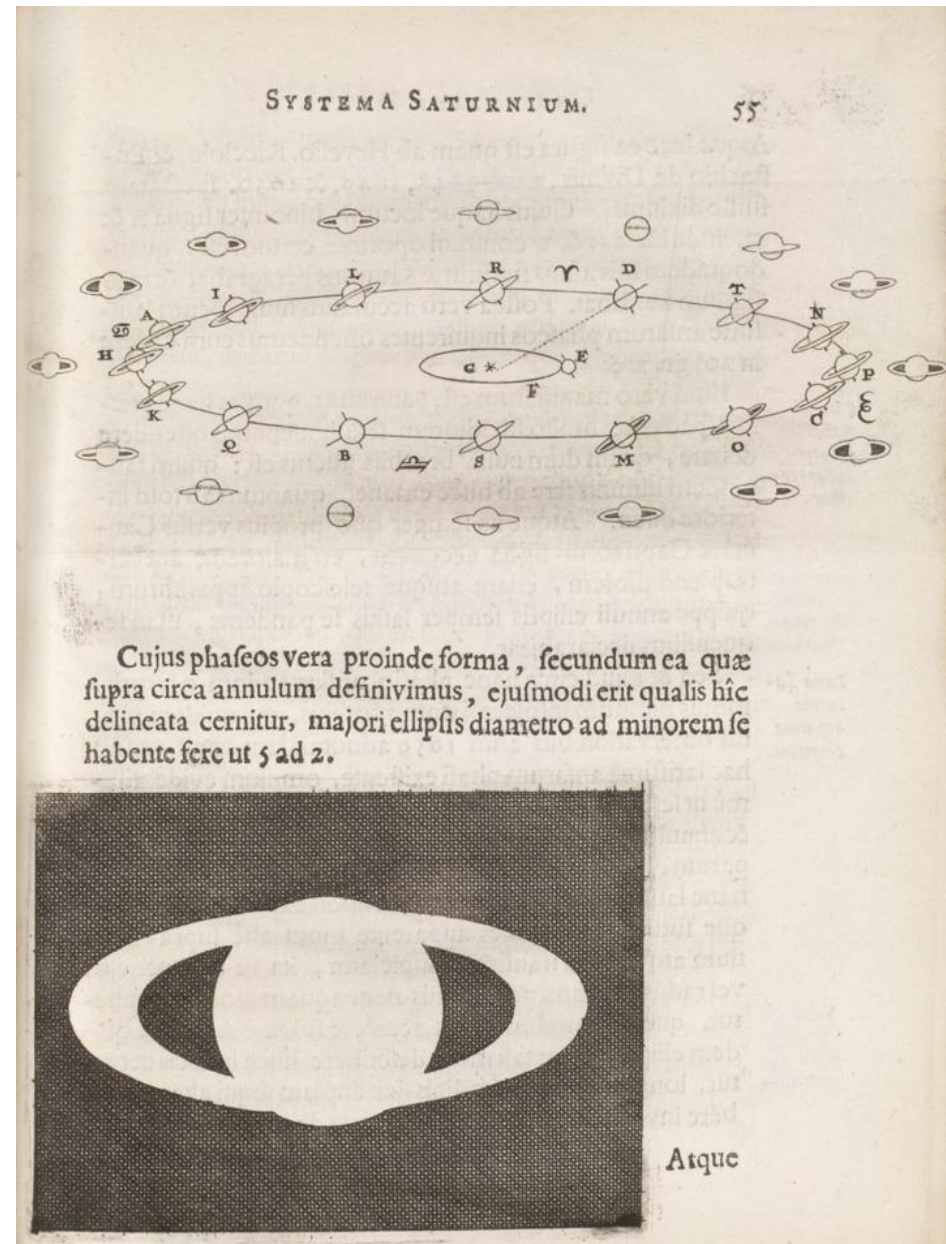 SYSTEMA SATURNIUM. 55
L R ♈ D
I T
A N
♋
H G E P
F
K C ♑
Q B S M O
♎
Cujus phaſeos vera proinde forma, ſecundum ea quæ
ſupra circa annulum definivimus, ejuſmodi erit qualis hîc
delineata cernitur, majori ellipſis diametro ad minorem ſe
habente fere ut 5 ad 2.
Atque